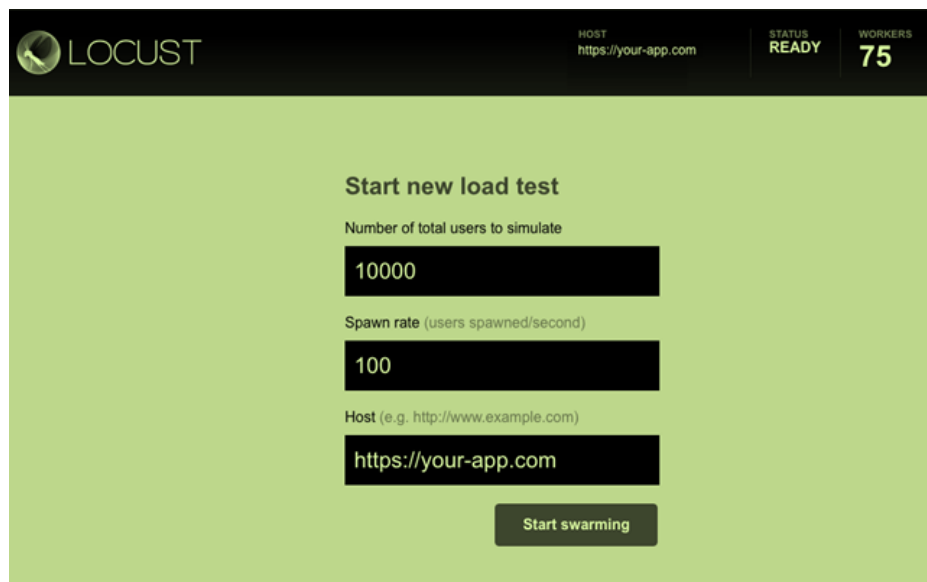 LOCUST
HOST
https://your-app.com
STATUS
READY
WORKERS
75
Start new load test
Number of total users to simulate
10000
Spawn rate (users spawned/second)
100
Host (e.g. http://www.example.com)
https://your-app.com
Start swarming